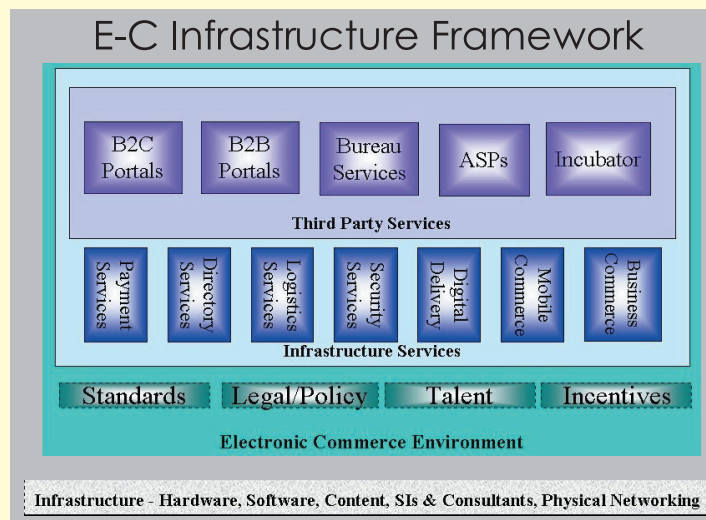 E-C Infrastructure Framework
B2C
Portals
B2B
Portals
Bureau
Services
ASPs
Incubator
Third Party Services
Payment
Services
Directory
Services
Logistics
Services
Security
Services
Digital
Delivery
Mobile
Commerce
Business
Commerce
Infrastructure Services
Standards
Legal/Policy
Talent
Incentives
Electronic Commerce Environment
Infrastructure - Hardware, Software, Content, SIs & Consultants, Physical Networking